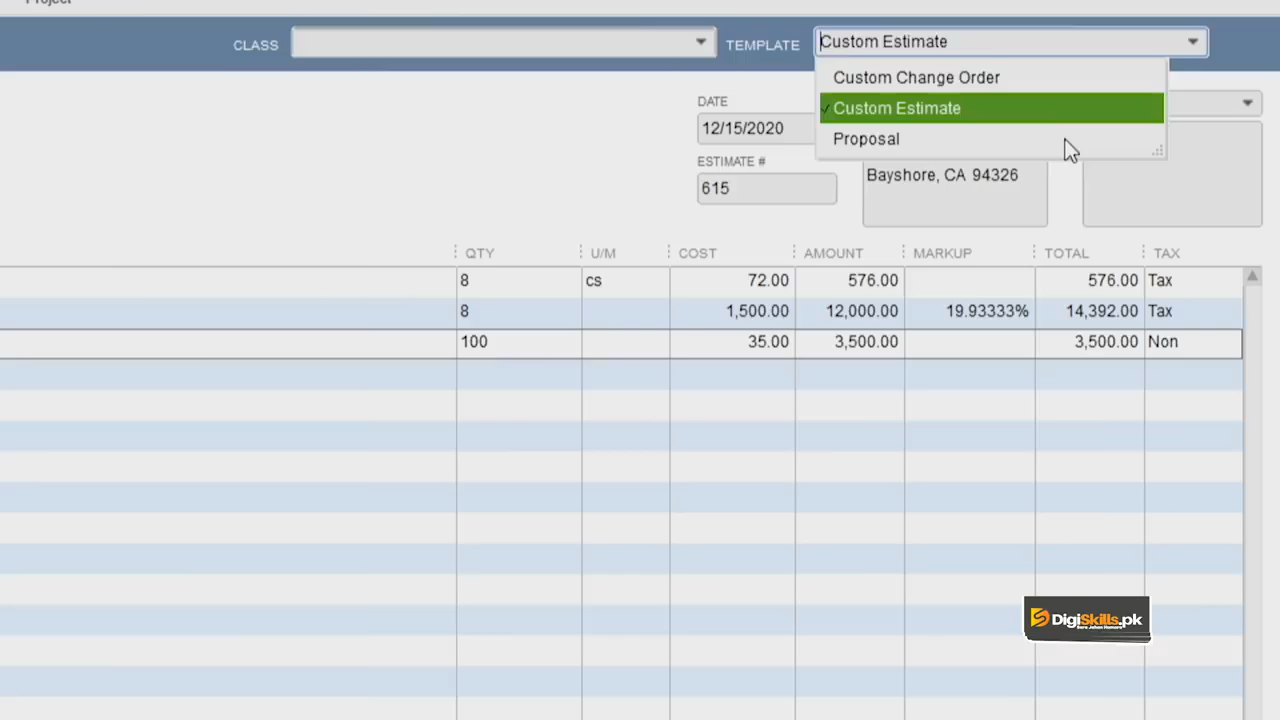 Project
CLASS TEMPLATE Custom Estimate
Custom Change Order
✓ Custom Estimate
Proposal
DATE
12/15/2020
ESTIMATE #
615
Bayshore, CA 94326
QTY U/M COST AMOUNT MARKUP TOTAL TAX
8 cs 72.00 576.00 576.00 Tax
8 1,500.00 12,000.00 19.93333% 14,392.00 Tax
100 35.00 3,500.00 3,500.00 Non
DigiSkills.pk